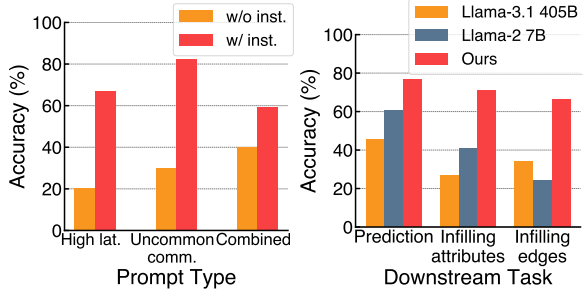 w/o inst.
w/ inst.
Accuracy (%)
100
80
60
40
20
0
High lat.
Uncommon
comm.
Combined
Prompt Type
Llama-3.1 405B
Llama-2 7B
Ours
Accuracy (%)
100
80
60
40
20
0
Prediction
Infilling
attributes
Infilling
edges
Downstream Task